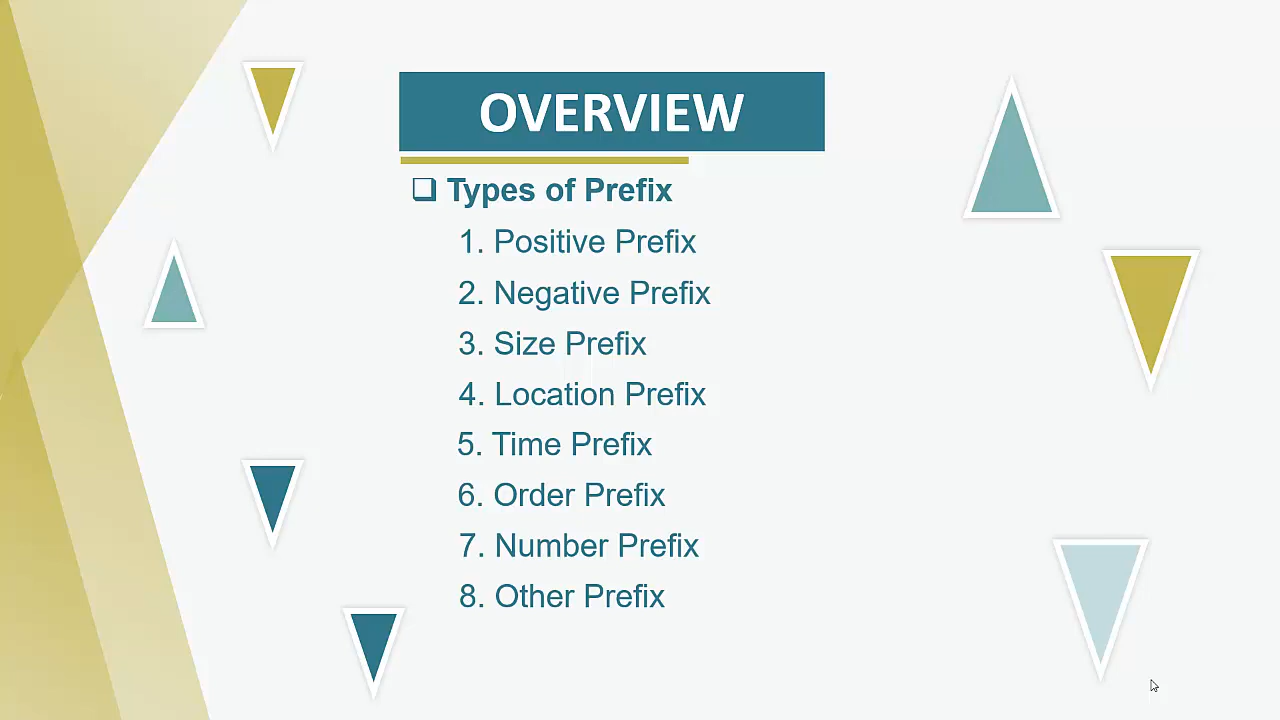 OVERVIEW
❑ Types of Prefix
1. Positive Prefix
2. Negative Prefix
3. Size Prefix
4. Location Prefix
5. Time Prefix
6. Order Prefix
7. Number Prefix
8. Other Prefix